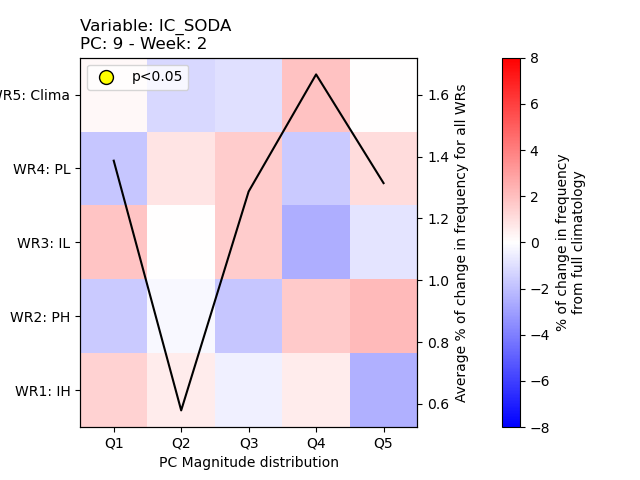 Variable: IC_SODA
PC: 9 - Week: 2
p<0.05
WR5: Clima
WR4: PL
WR3: IL
WR2: PH
WR1: IH
Q1 Q2 Q3 Q4 Q5
PC Magnitude distribution
1.6
1.4
1.2
1.0
0.8
0.6
Average % of change in frequency for all WRs
8
6
4
2
0
−2
−4
−6
−8
% of change in frequency
from full climatology